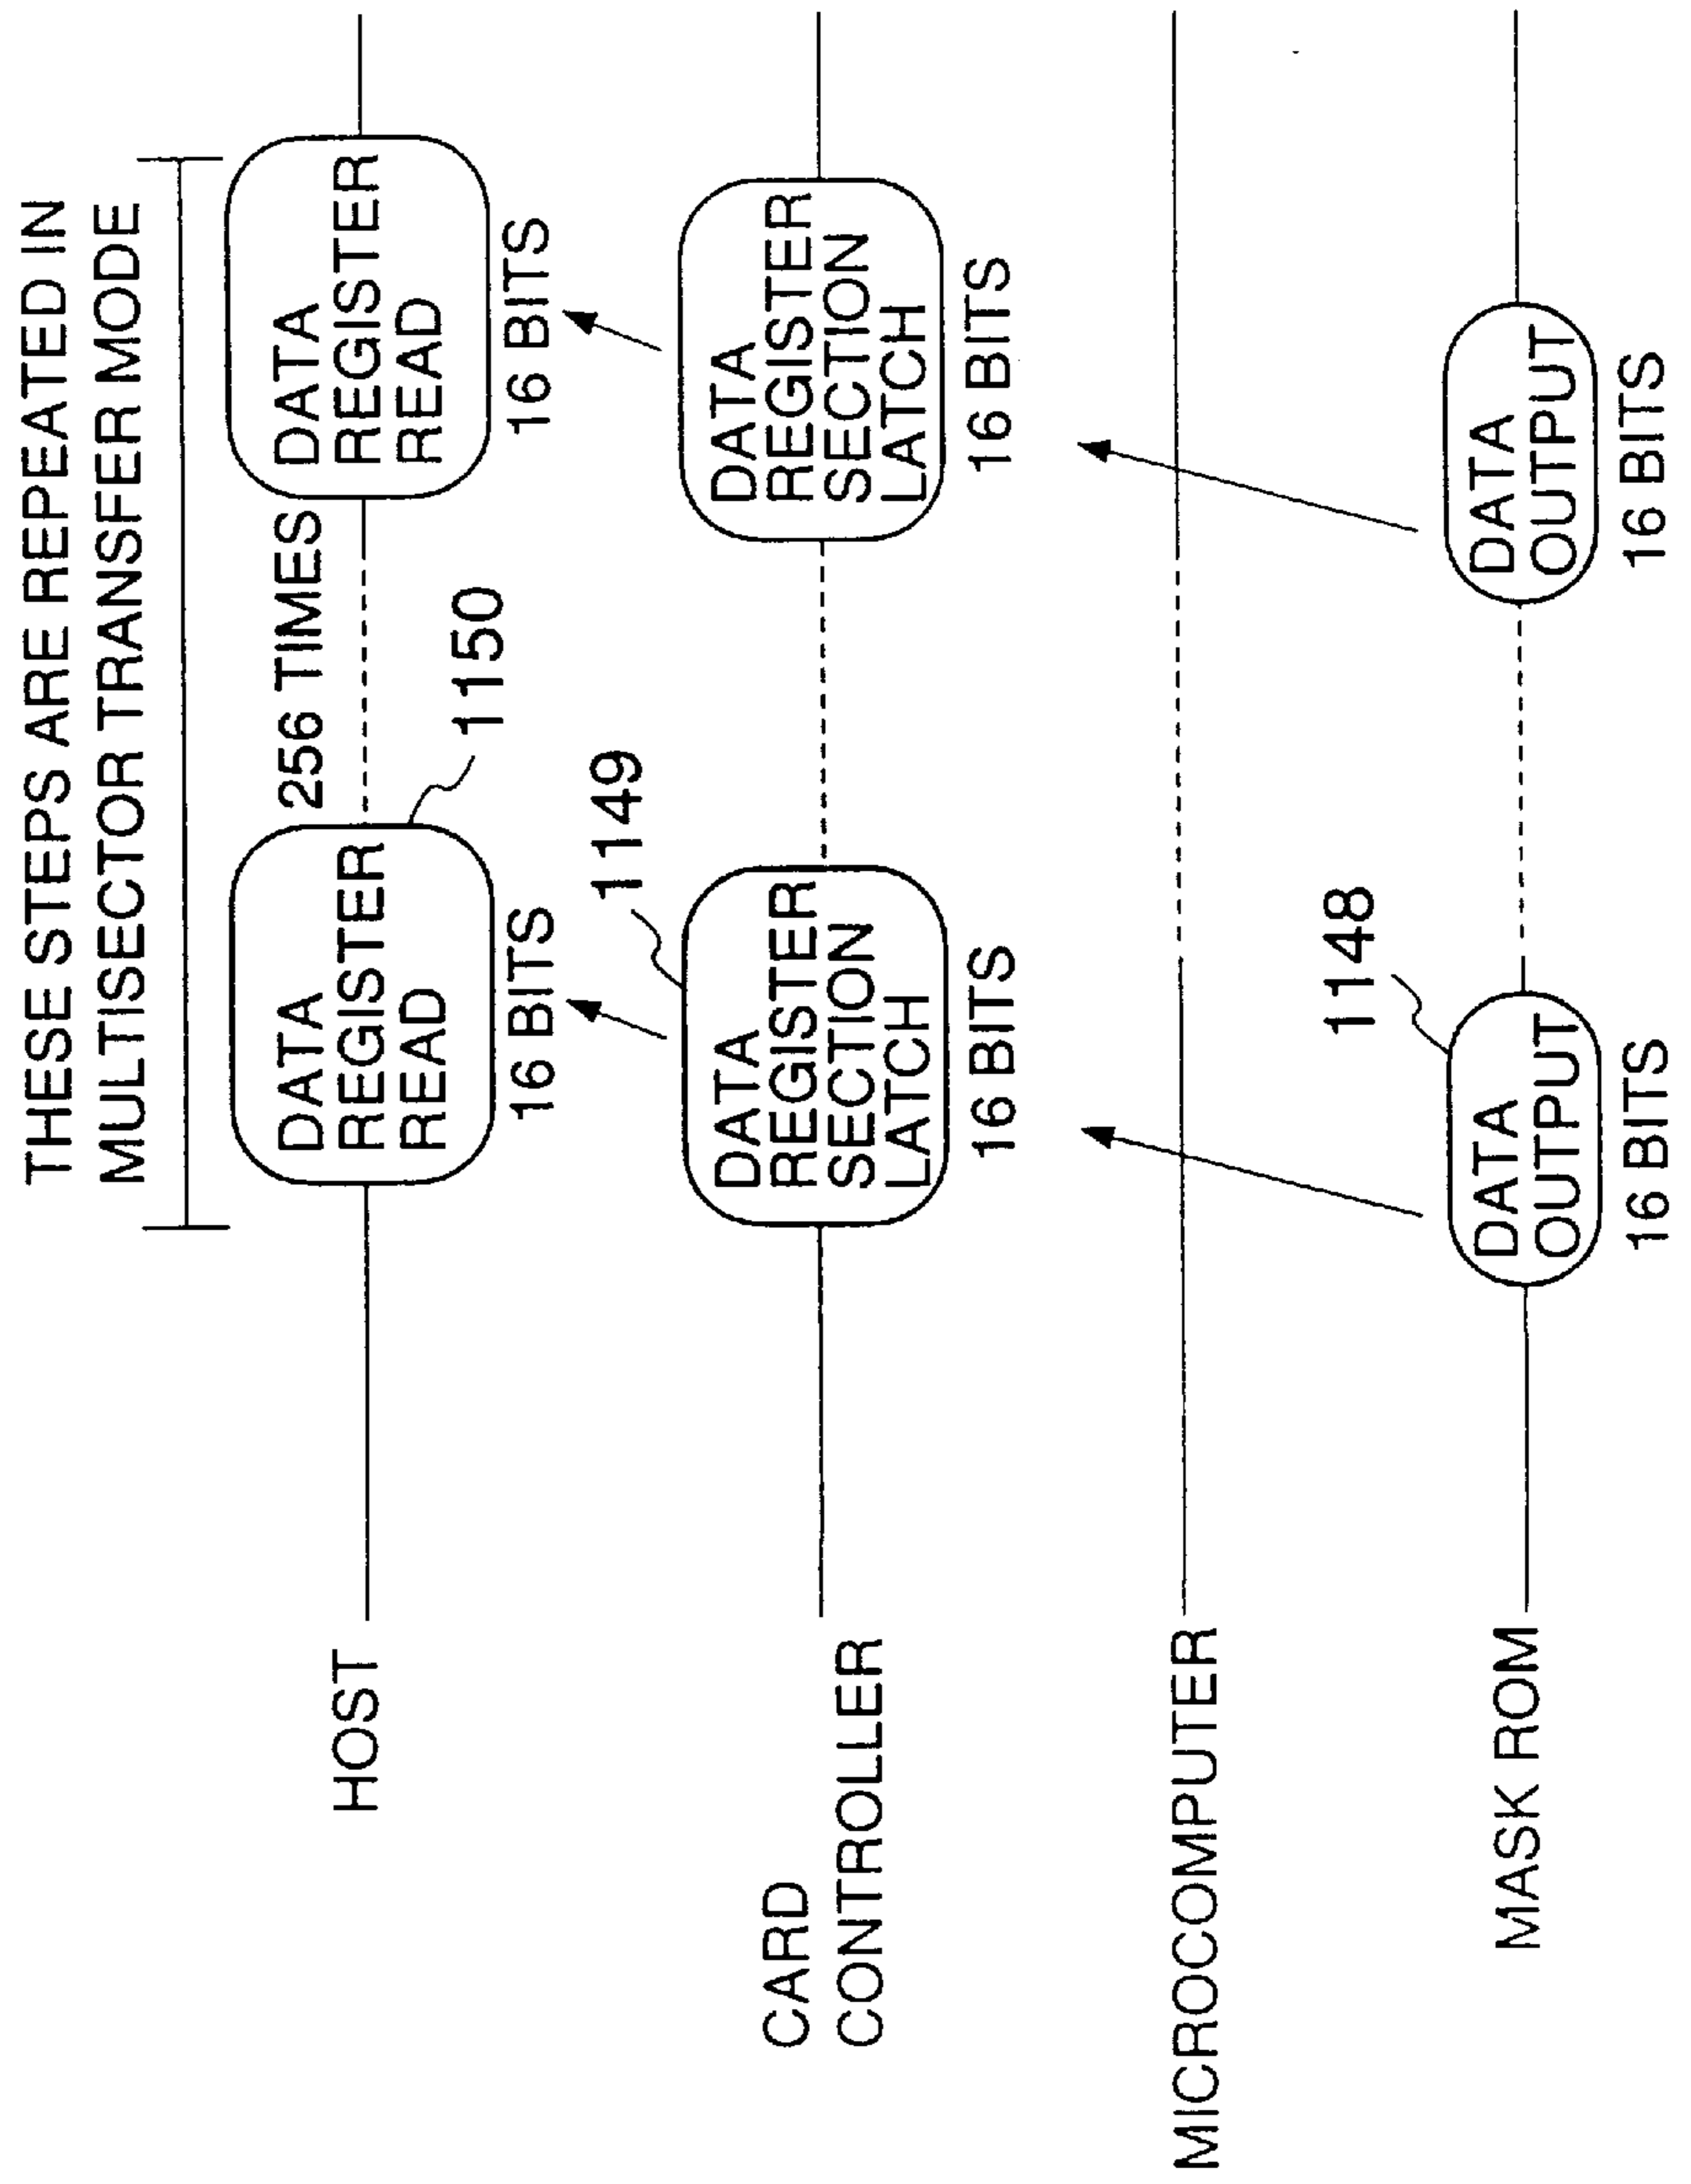 THESE STEPS ARE REPEATED IN
MULTISECTOR TRANSFER MODE
HOST
DATA
REGISTER
READ
16 BITS
256 TIMES
1150
DATA
REGISTER
READ
16 BITS
CARD
CONTROLLER
1149
DATA
REGISTER
SECTION
LATCH
16 BITS
DATA
REGISTER
SECTION
LATCH
16 BITS
MICROCOMPUTER
MASK ROM
1148
DATA
OUTPUT
16 BITS
DATA
OUTPUT
16 BITS